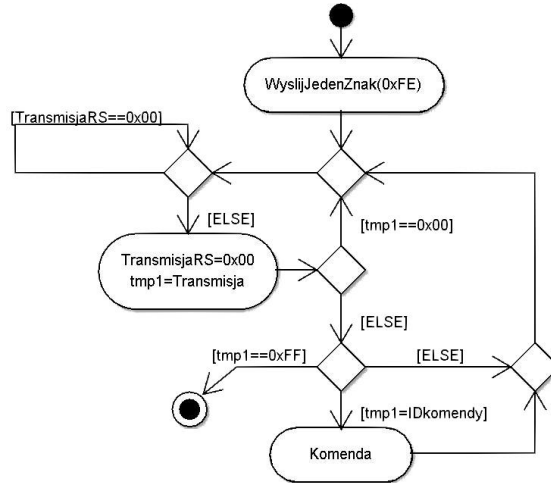 WyslijJedenZnak(0xFE)
[TransmisjaRS==0x00]
[ELSE]
[tmp1==0x00]
TransmisjaRS=0x00
tmp1=Transmisja
[ELSE]
[tmp1==0xFF]
[ELSE]
[tmp1=IDkomendy]
Komenda